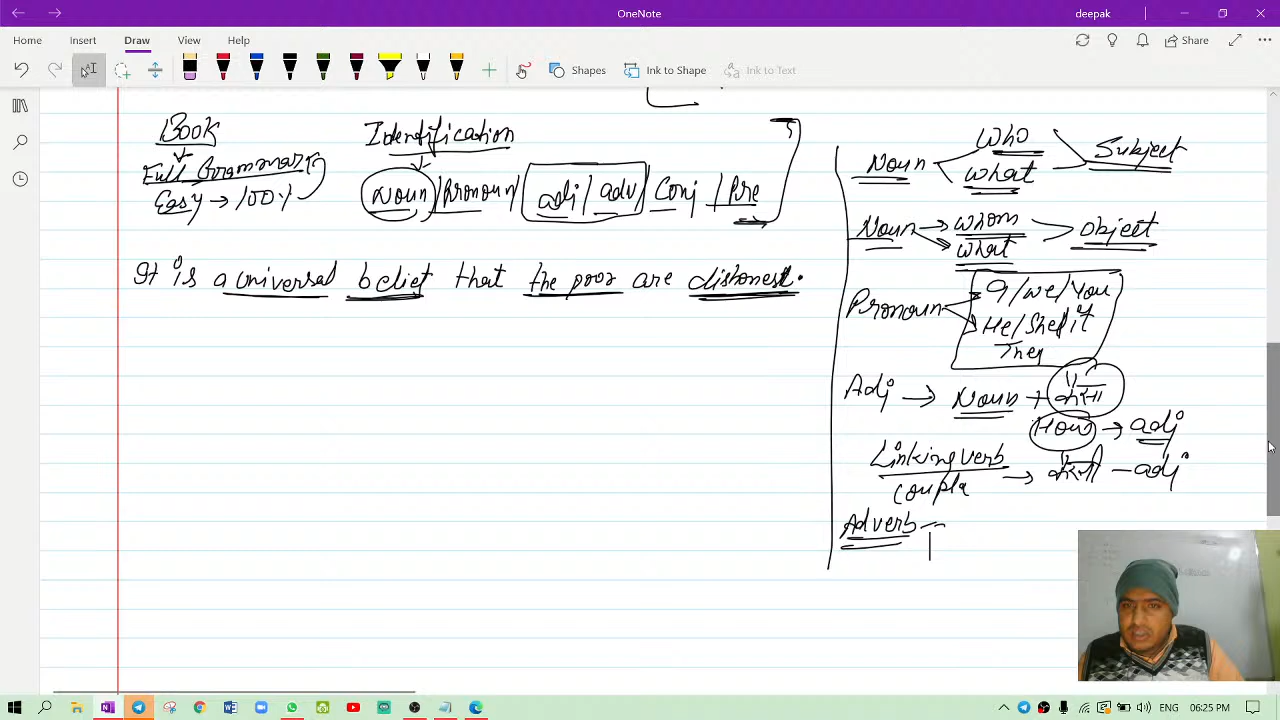 OneNote
deepak
Home Insert Draw View Help
Share
Shapes
Ink to Shape
Ink to Text
Book
Full Grammar
Easy → 100%
Identification
Noun / Pronoun / adj / adv / Conj / Pre
It is a universal belief that the poor are dishonest.
Noun Who what Subject
Noun → whom what object
Pronoun I/we/You
He/She/it
They
Adj → Noun + कैसा
How → adj
Linking verb
Coupla → कैसा - adj
Adverb
ENG 06:25 PM